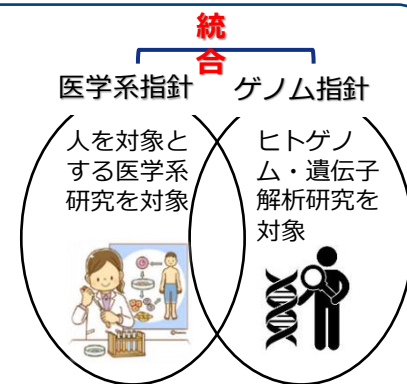 統
合
医学系指針
ゲノム指針
人を対象と
する医学系
研究を対象
ヒトゲノ
ム・遺伝子
解析研究を
対象